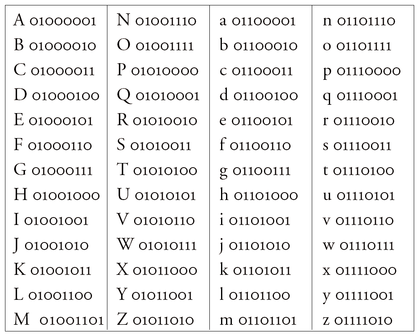 A 01000001 N 01001110 a 01100001 n 01101110
B 01000010 O 01001111 b 01100010 o 01101111
C 01000011 P 01010000 c 01100011 p 01110000
D 01000100 Q 01010001 d 01100100 q 01110001
E 01000101 R 01010010 e 01100101 r 01110010
F 01000110 S 01010011 f 01100110 s 01110011
G 01000111 T 01010100 g 01100111 t 01110100
H 01001000 U 01010101 h 01101000 u 01110101
I 01001001 V 01010110 i 01101001 v 01110110
J 01001010 W 01010111 j 01101010 w 01110111
K 01001011 X 01011000 k 01101011 x 01111000
L 01001100 Y 01011001 l 01101100 y 01111001
M 01001101 Z 01011010 m 01101101 z 01111010